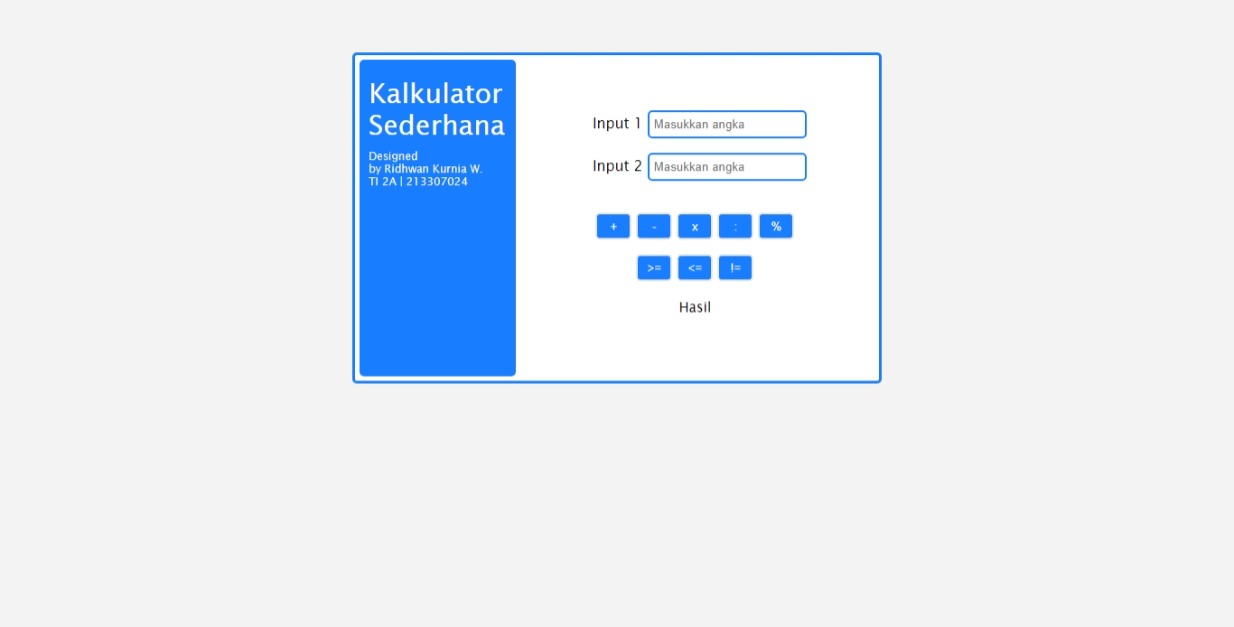 Kalkulator
Sederhana
Designed
by Ridhwan Kurnia W.
TI 2A | 213307024
Input 1 Masukkan angka
Input 2 Masukkan angka
+ - x : %
>= <= !=
Hasil